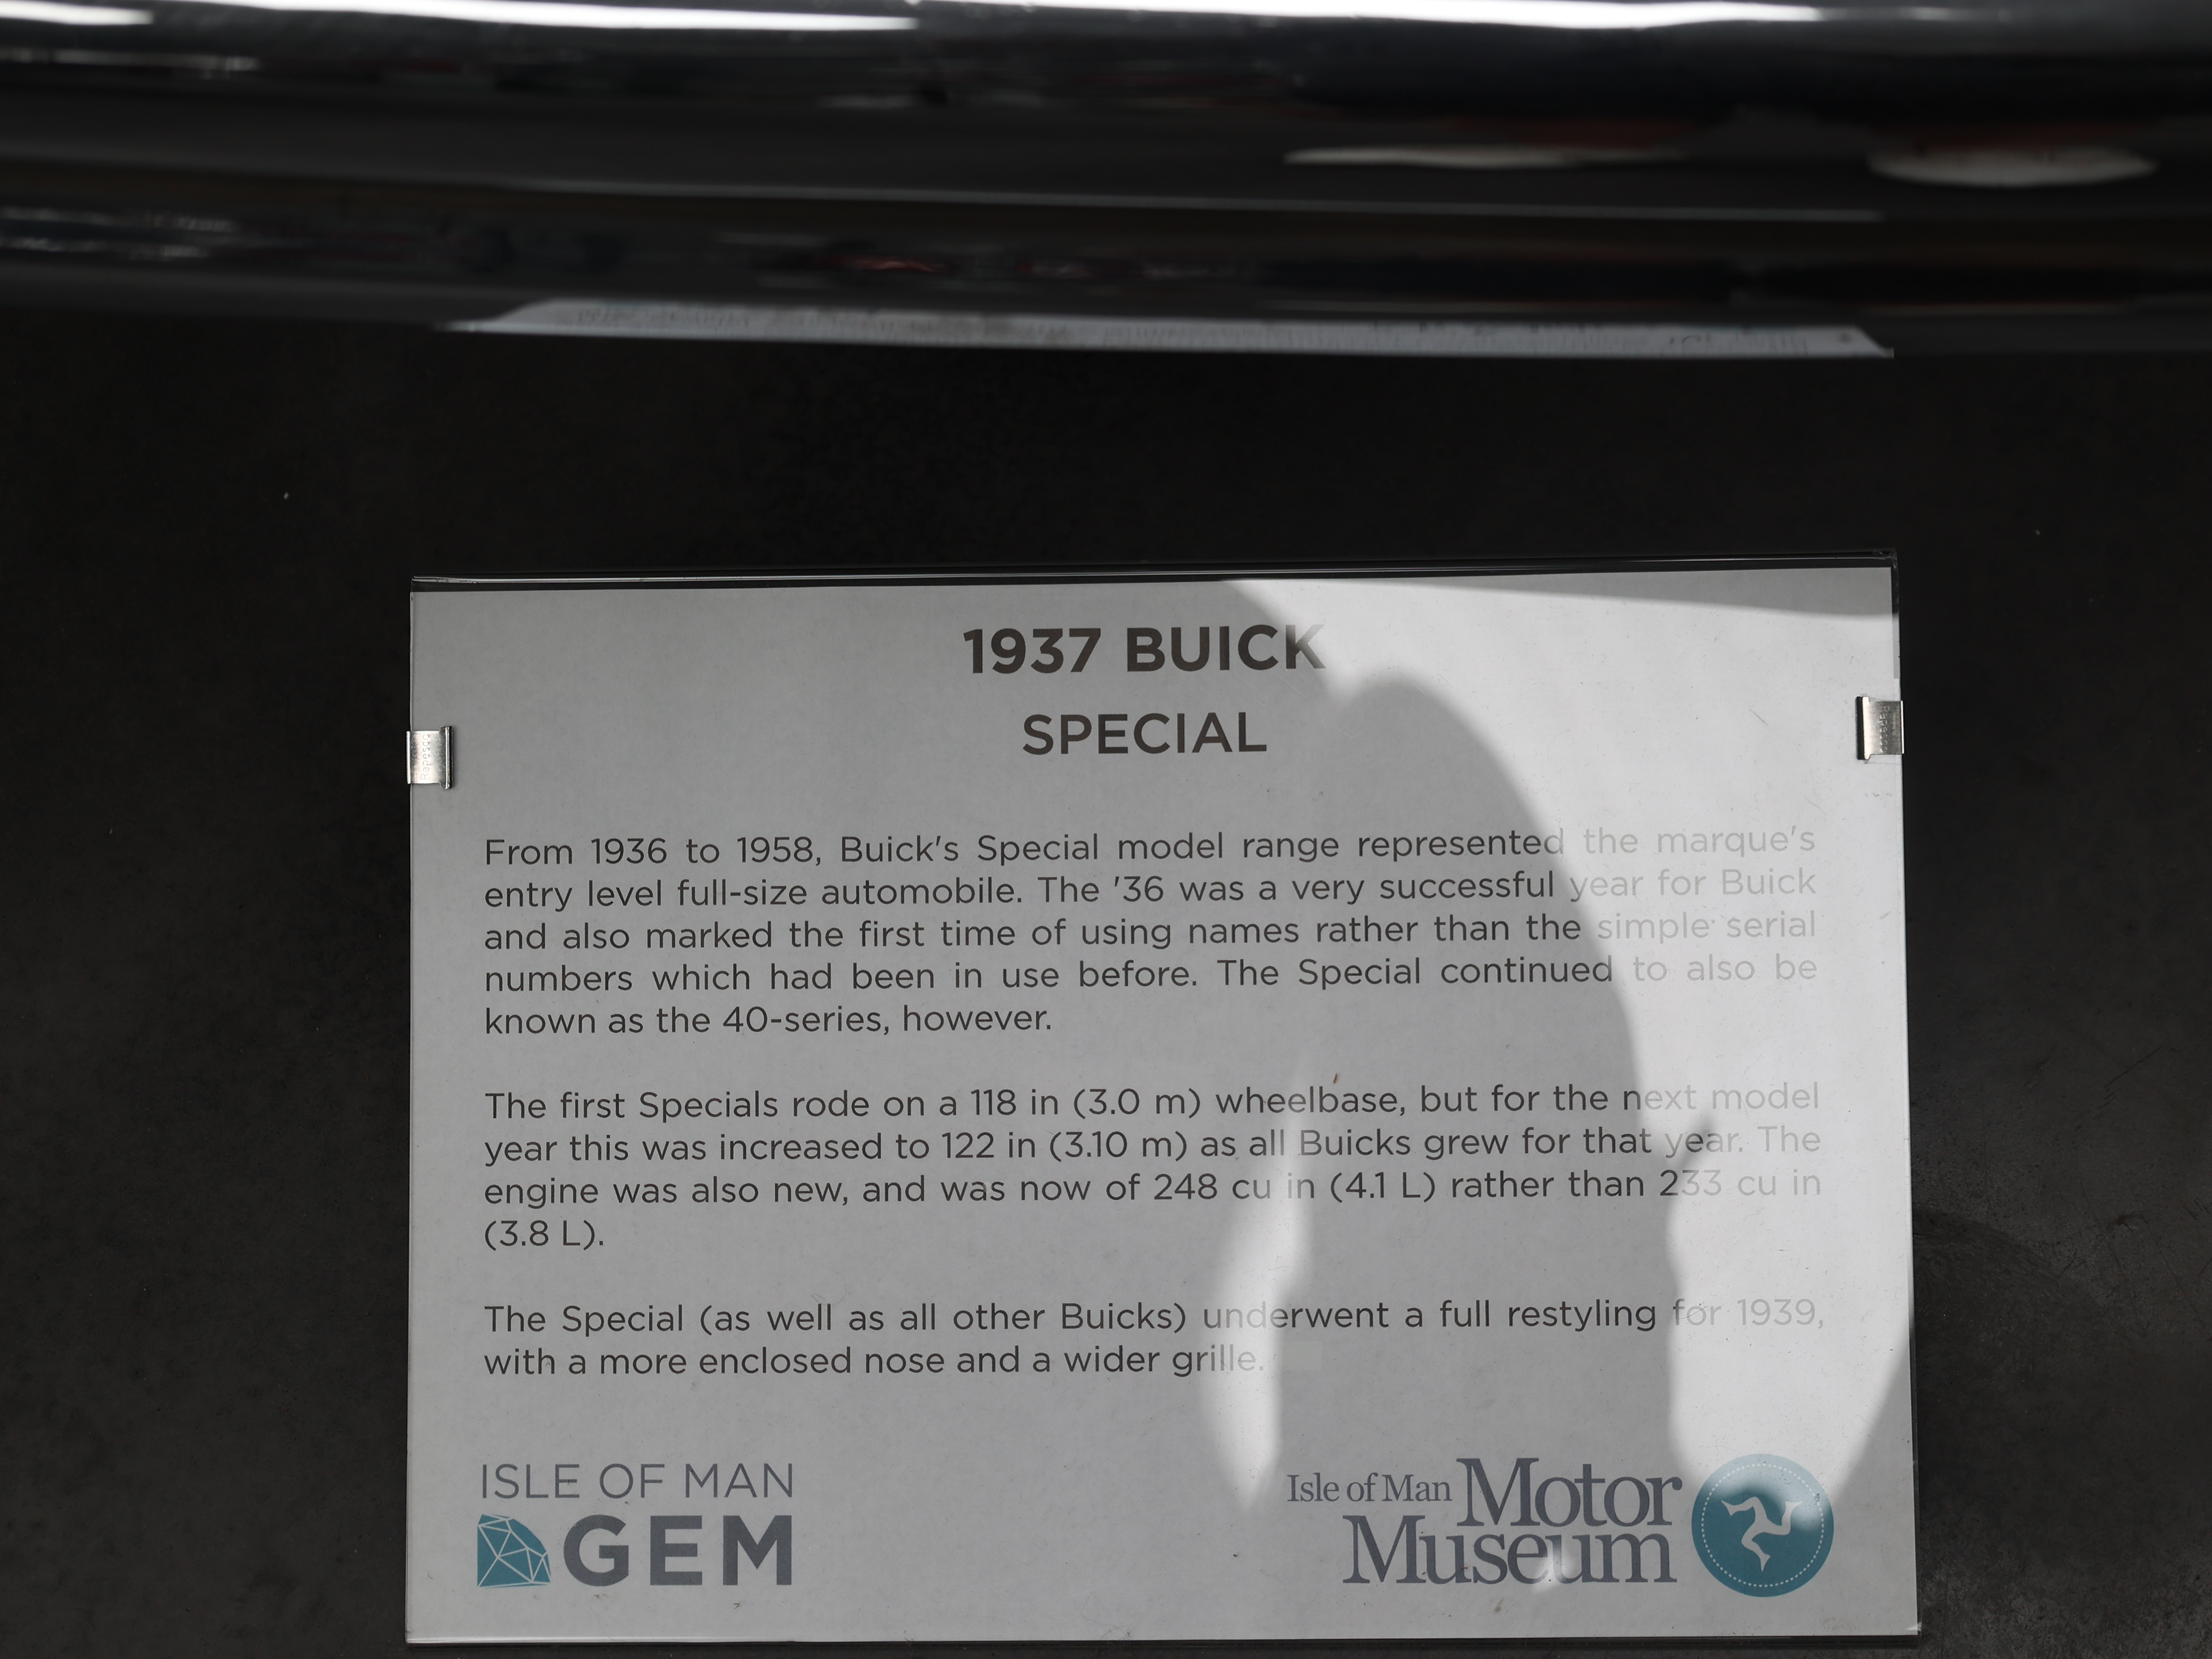 1937 BUICK
SPECIAL
From 1936 to 1958, Buick's Special model range represented the marque's
entry level full-size automobile. The '36 was a very successful year for Buick
and also marked the first time of using names rather than the simple serial
numbers which had been in use before. The Special continued to also be
known as the 40-series, however.
The first Specials rode on a 118 in (3.0 m) wheelbase, but for the next model
year this was increased to 122 in (3.10 m) as all Buicks grew for that year. The
engine was also new, and was now of 248 cu in (4.1 L) rather than 233 cu in
(3.8 L).
The Special (as well as all other Buicks) underwent a full restyling for 1939,
with a more enclosed nose and a wider grille.
ISLE OF MAN
GEM
Isle of Man Motor
Museum
Rapesco